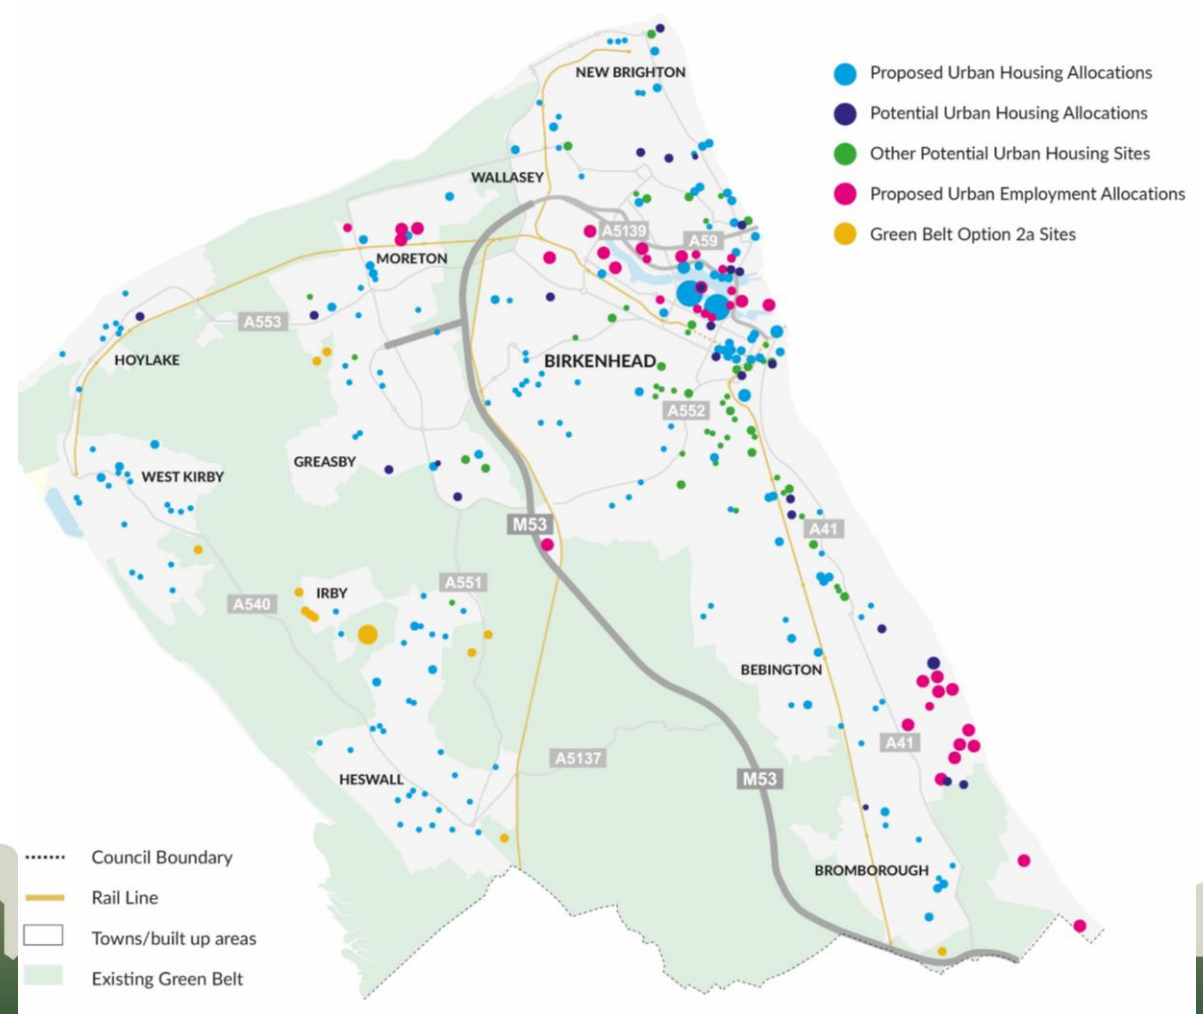 NEW BRIGHTON
Proposed Urban Housing Allocations
Potential Urban Housing Allocations
Other Potential Urban Housing Sites
Proposed Urban Employment Allocations
Green Belt Option 2a Sites
WALLASEY
A5139
A59
MORETON
A553
HOYLAKE
BIRKENHEAD
A552
GREASBY
WEST KIRBY
M53
A41
A551
IRBY
A540
BEBINGTON
A41
A5137
HESWALL
M53
BROMBOROUGH
Council Boundary
Rail Line
Towns/built up areas
Existing Green Belt